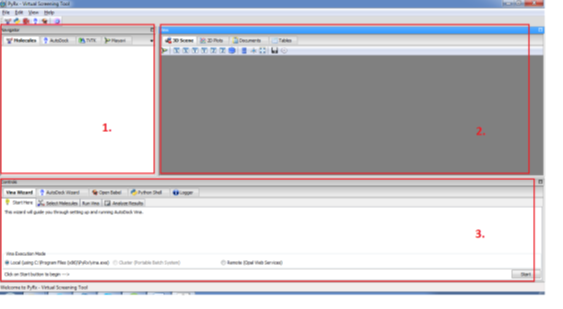 PyRx - Virtual Screening Tool
File Edit View Help
Navigator
View
Molecules AutoDock TVTK Mayavi
3D Scene 2D Plots Documents Tables
1.
2.
Controls
Vina Wizard AutoDock Wizard Open Babel Python Shell Logger
Start Here Select Molecules Run Vina Analyze Results
This wizard will guide you through setting up and running AutoDock Vina.
3.
Vina Execution Mode
Local (using C:\Program Files (x86)\PyRx\vina.exe) Cluster (Portable Batch System) Remote (Opal Web Services)
Click on Start button to begin --->
Start
Welcome to PyRx - Virtual Screening Tool